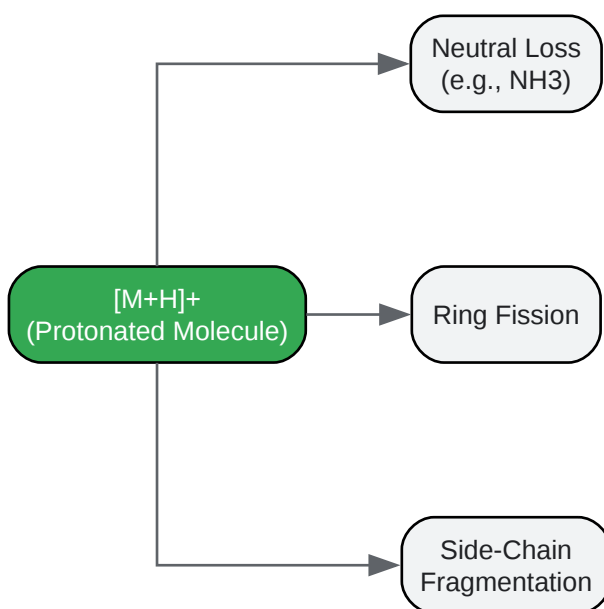 Neutral Loss
(e.g., NH3)
[M+H]+
(Protonated Molecule)
Ring Fission
Side-Chain
Fragmentation